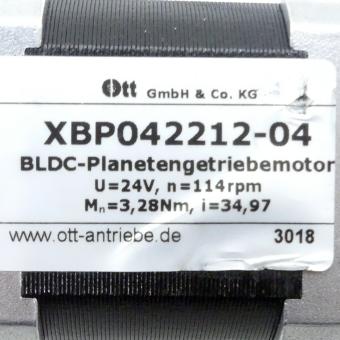 Ott GmbH & Co. KG
XBP042212-04
BLDC-Planetengetriebemotor
U=24V, n=114rpm
Mn=3,28Nm, i=34,97
www.ott-antriebe.de 3018